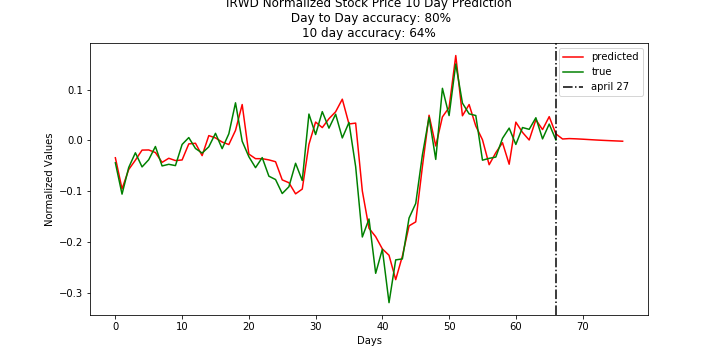 IRWD Normalized Stock Price 10 Day Prediction
Day to Day accuracy: 80%
10 day accuracy: 64%
predicted
true
april 27
Normalized Values
0.1
0.0
−0.1
−0.2
−0.3
0 10 20 30 40 50 60 70
Days